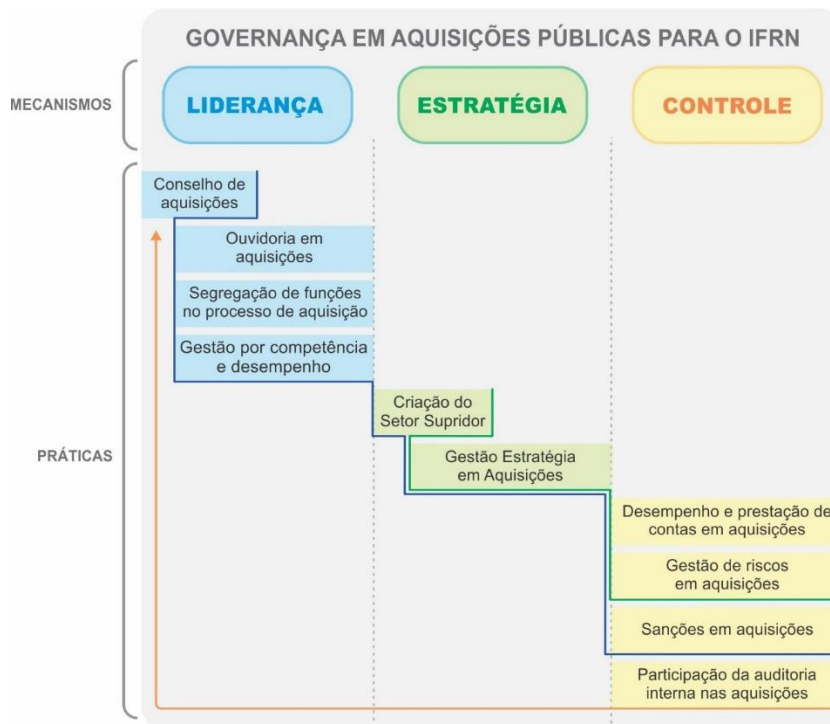 GOVERNANÇA EM AQUISIÇÕES PÚBLICAS PARA O IFRN
MECANISMOS
LIDERANÇA
ESTRATÉGIA
CONTROLE
PRÁTICAS
Conselho de
aquisições
Ouvidoria em
aquisições
Segregação de funções
no processo de aquisição
Gestão por competência
e desempenho
Criação do
Setor Supridor
Gestão Estratégia
em Aquisições
Desempenho e prestação de
contas em aquisições
Gestão de riscos
em aquisições
Sanções em aquisições
Participação da auditoria
interna nas aquisições